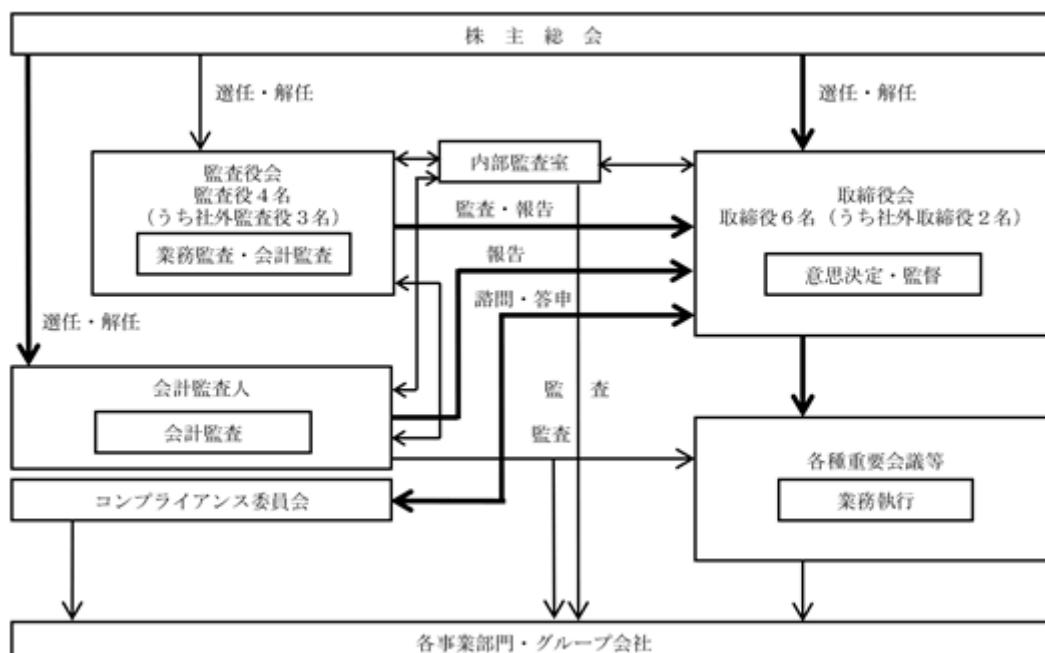 株主総会
選任・解任
選任・解任
内部監査室
監査役会
監査役４名
（うち社外監査役３名）
業務監査・会計監査
取締役会
取締役６名（うち社外取締役２名）
意思決定・監督
監査・報告
報告
諮問・答申
選任・解任
会計監査人
会計監査
監査
監査
各種重要会議等
業務執行
コンプライアンス委員会
各事業部門・グループ会社